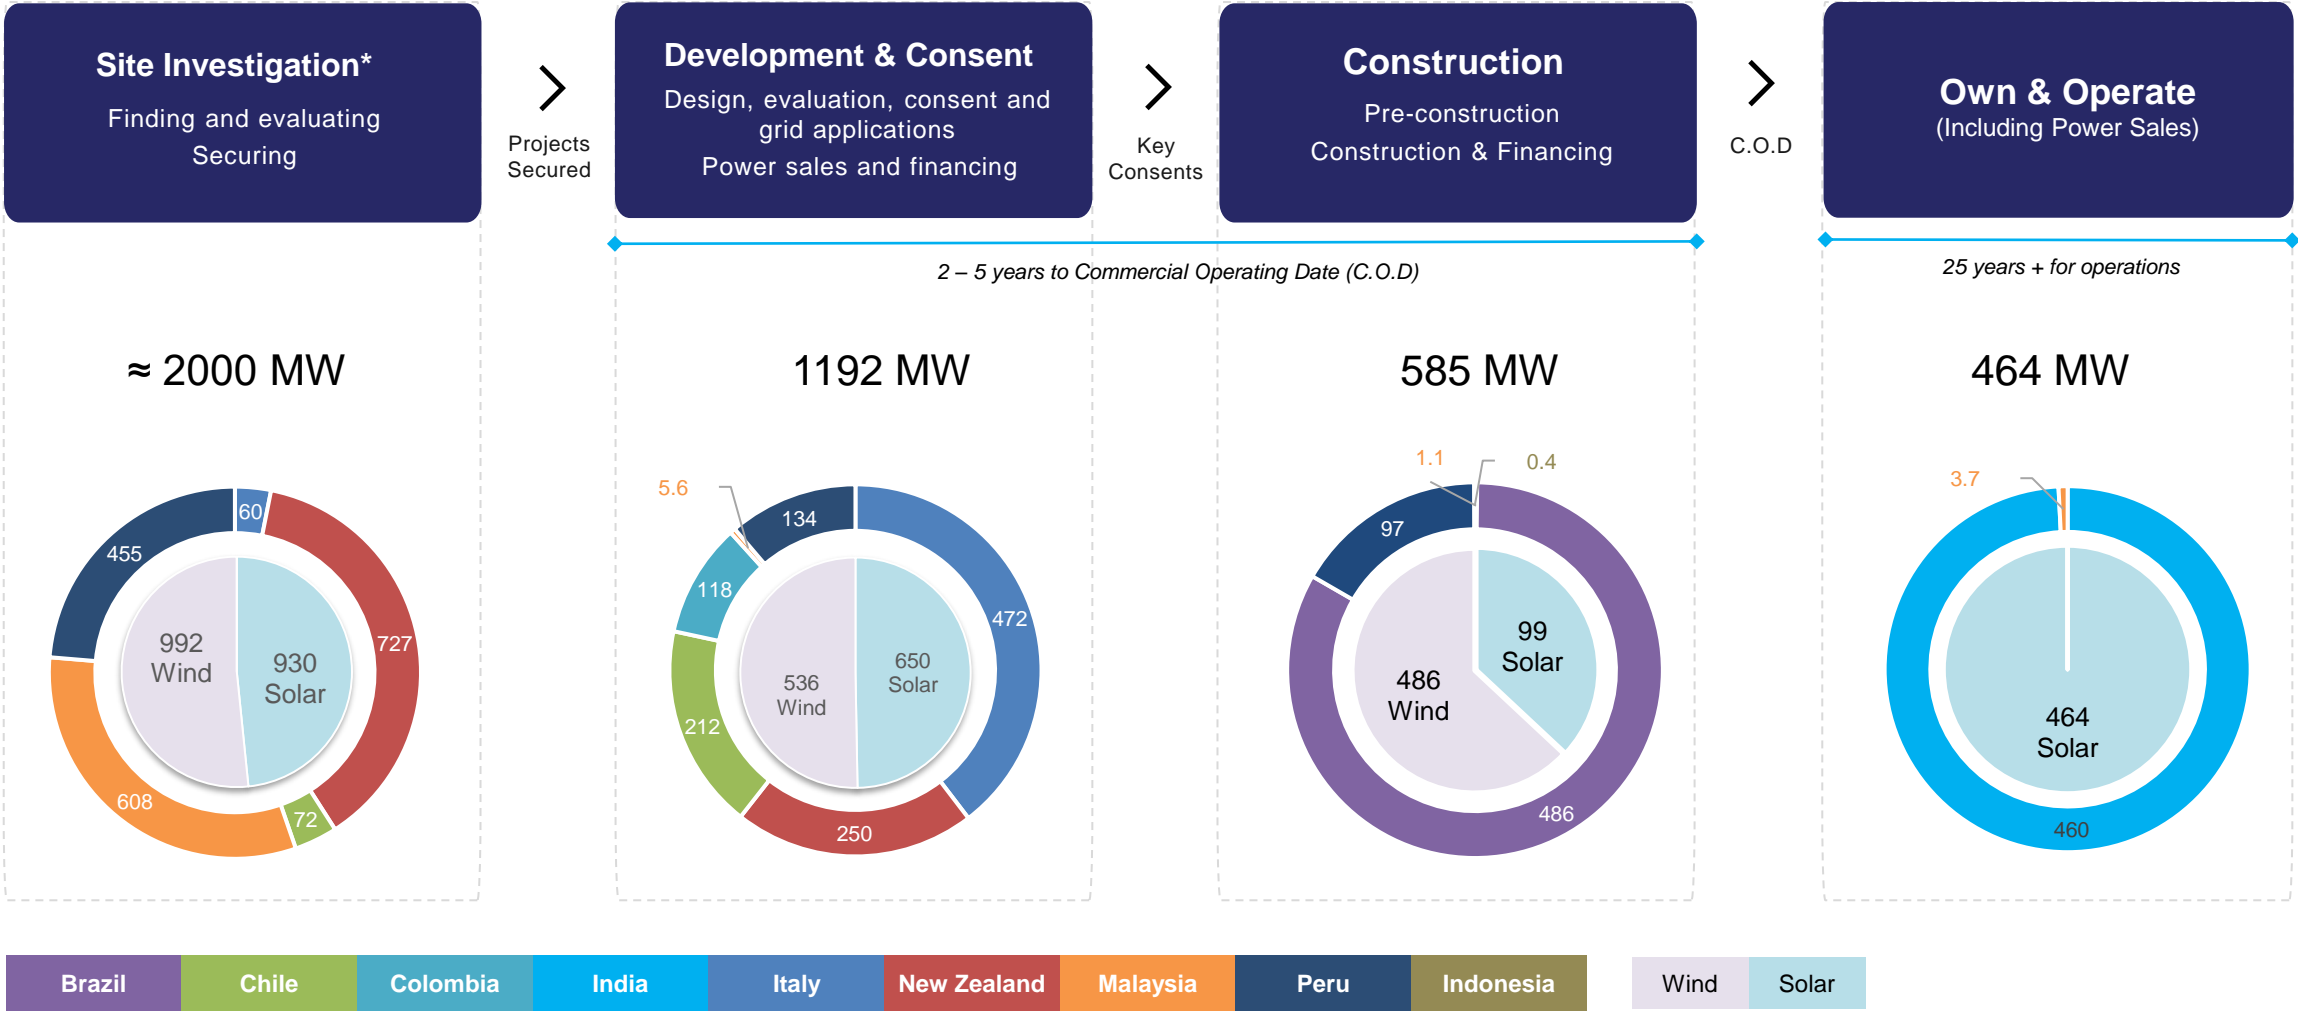 Site Investigation*
Finding and evaluating
Securing
Projects
Secured
Development & Consent
Design, evaluation, consent and
grid applications
Power sales and financing
Key
Consents
Construction
Pre-construction
Construction & Financing
C.O.D
Own & Operate
(Including Power Sales)
2 – 5 years to Commercial Operating Date (C.O.D)
25 years + for operations
≈ 2000 MW
1192 MW
585 MW
464 MW
60
455
727
992
Wind
930
Solar
608
72
5.6
134
118
472
650
Solar
536
Wind
212
250
1.1
0.4
97
99
Solar
486
Wind
486
3.7
464
Solar
460
Brazil
Chile
Colombia
India
Italy
New Zealand
Malaysia
Peru
Indonesia
Wind
Solar